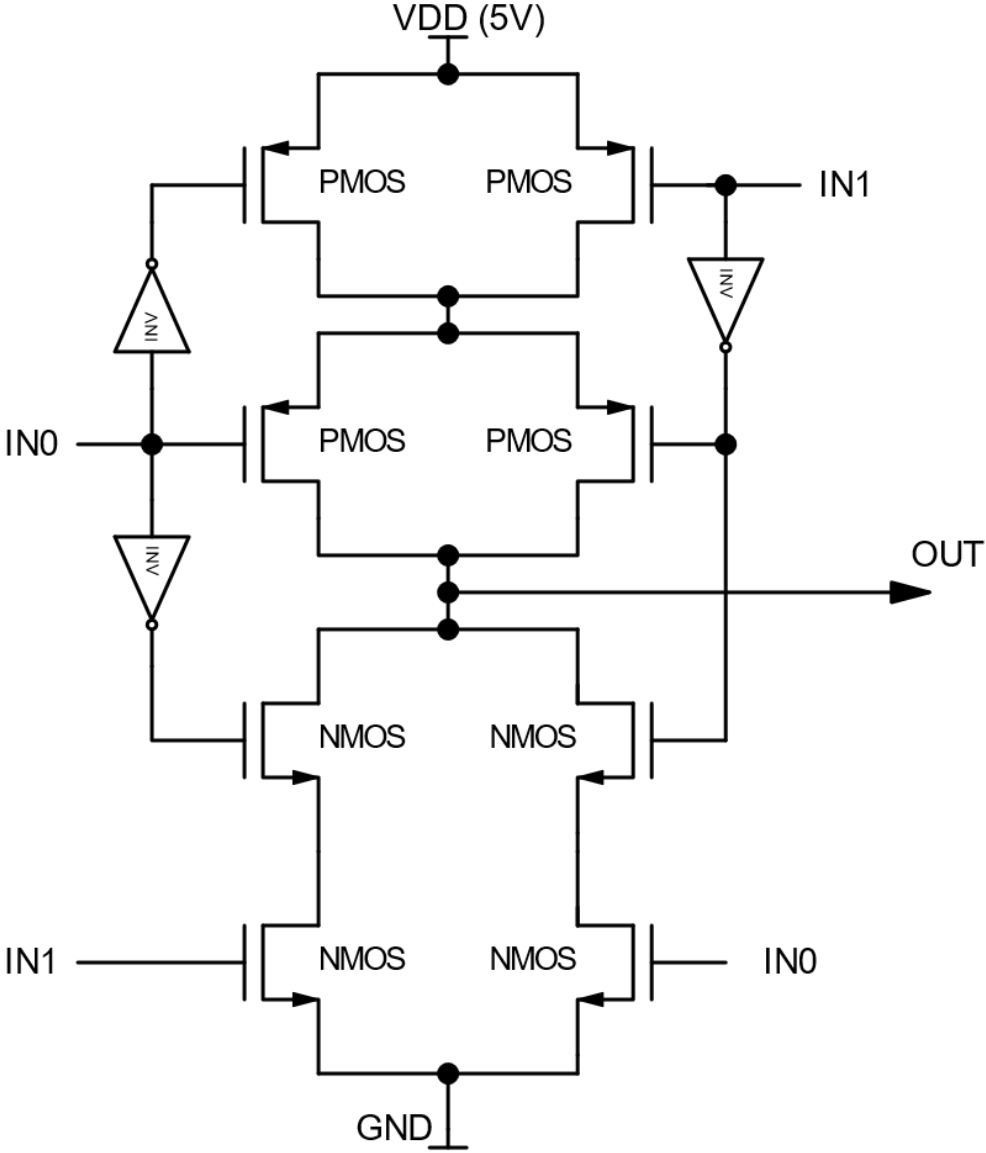 VDD (5V)
PMOS PMOS
IN1
INV
INV
PMOS PMOS
IN0
INV
OUT
NMOS NMOS
IN1
NMOS NMOS
IN0
GND